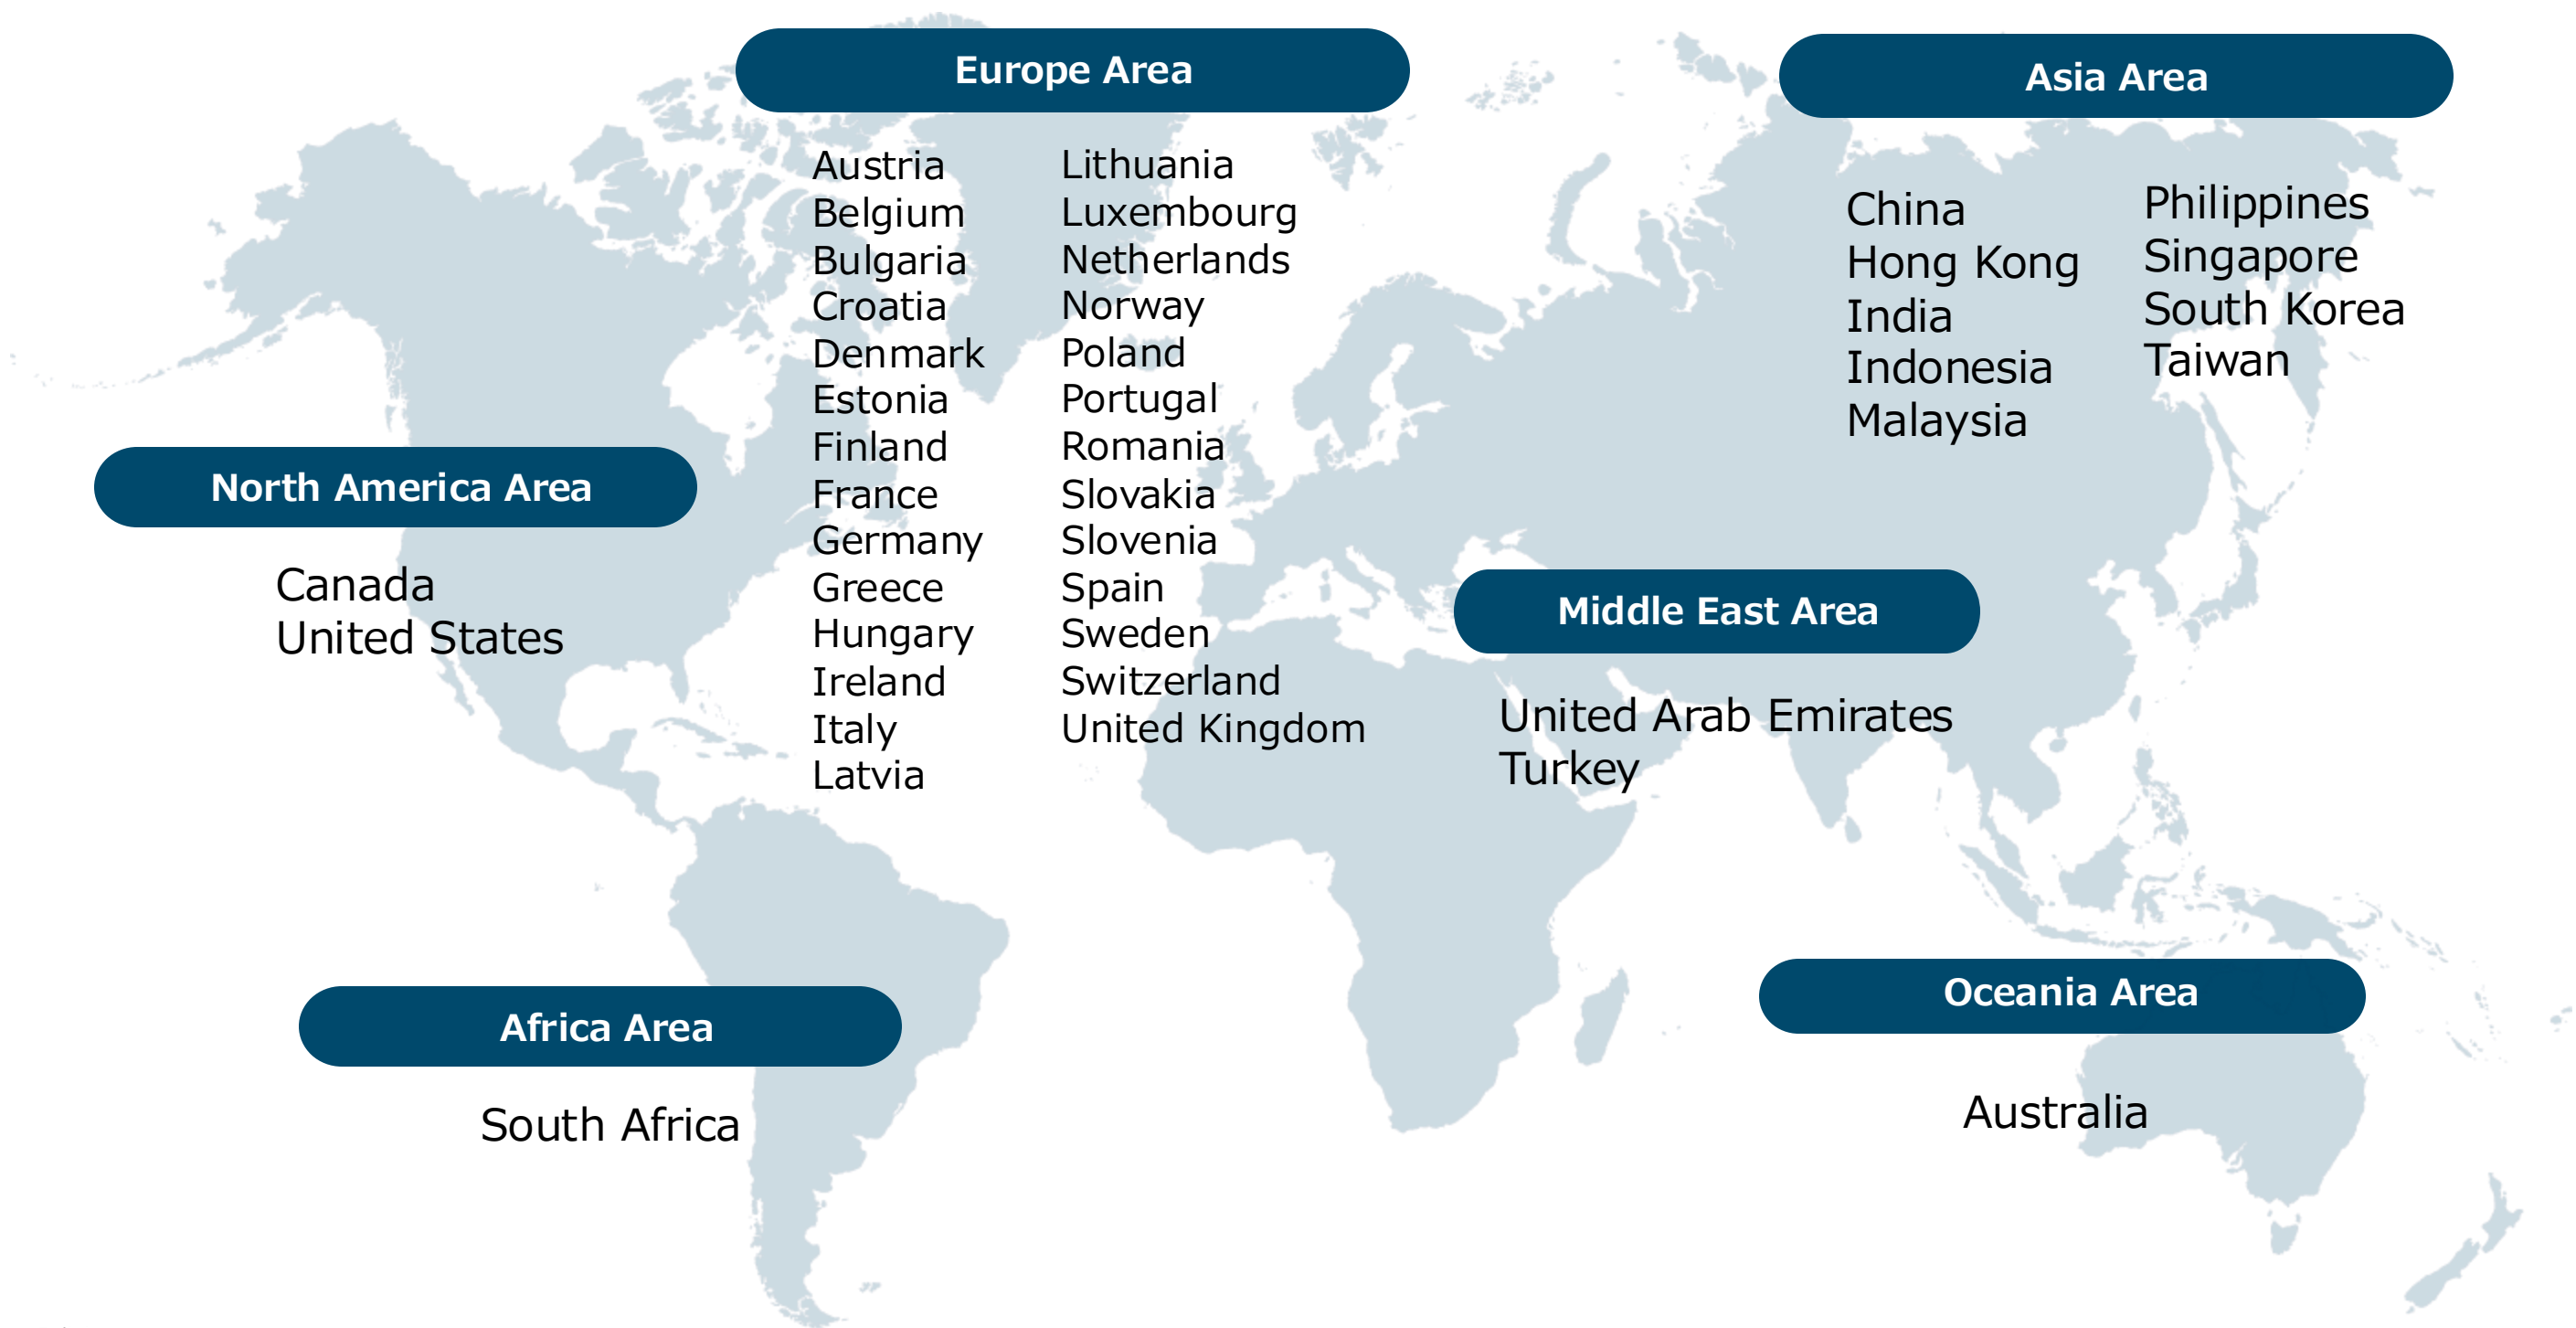 Europe Area
Austria
Belgium
Bulgaria
Croatia
Denmark
Estonia
Finland
France
Germany
Greece
Hungary
Ireland
Italy
Latvia
Lithuania
Luxembourg
Netherlands
Norway
Poland
Portugal
Romania
Slovakia
Slovenia
Spain
Sweden
Switzerland
United Kingdom
Asia Area
China
Hong Kong
India
Indonesia
Malaysia
Philippines
Singapore
South Korea
Taiwan
North America Area
Canada
United States
Middle East Area
United Arab Emirates
Turkey
Africa Area
South Africa
Oceania Area
Australia